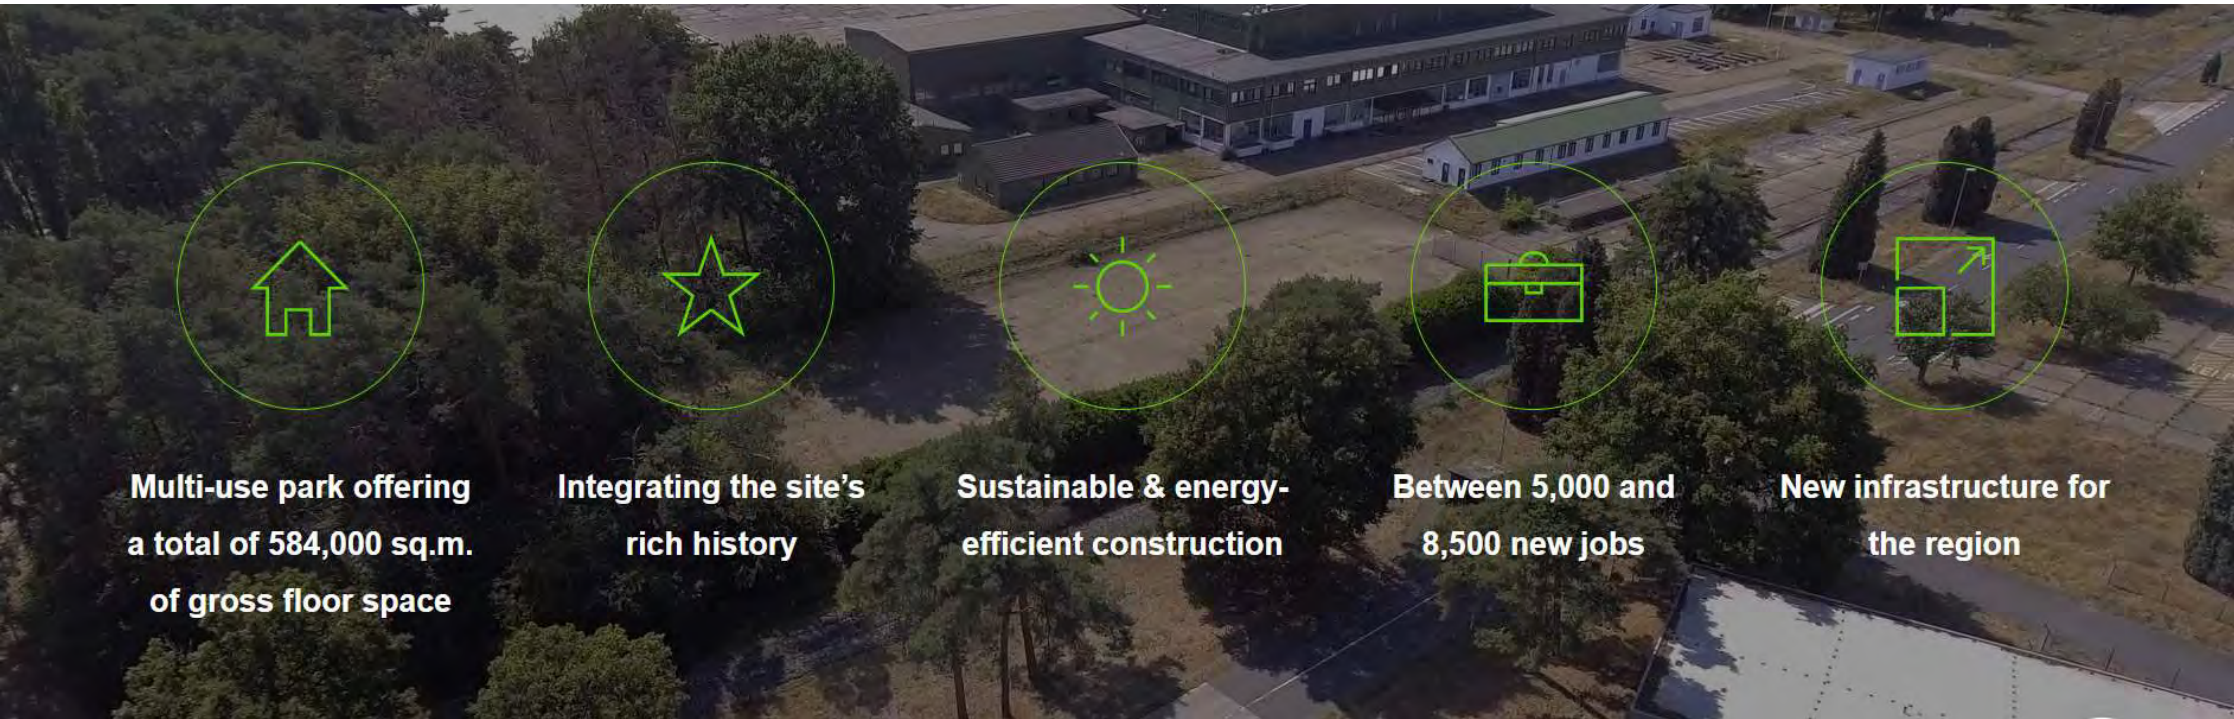 Multi-use park offering
a total of 584,000 sq.m.
of gross floor space
Integrating the site’s
rich history
Sustainable & energy-
efficient construction
Between 5,000 and
8,500 new jobs
New infrastructure for
the region